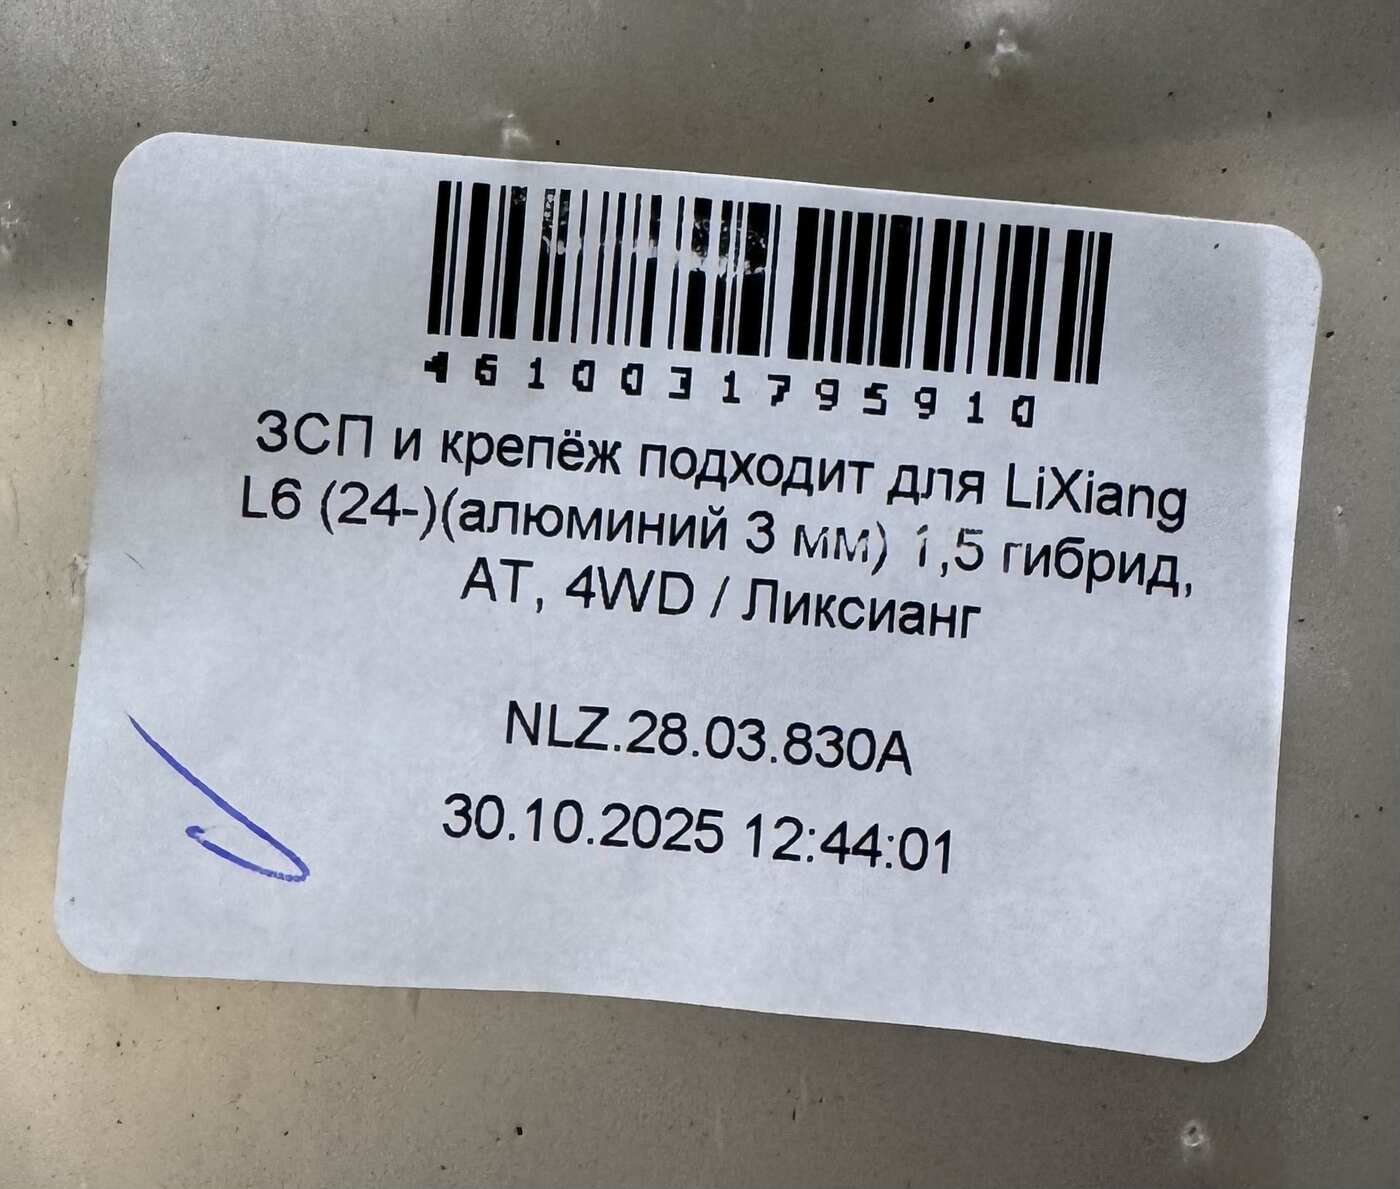 4610031795910
ЗСП и крепёж подходит для LiXiang
L6 (24-)(алюминий 3 мм) 1,5 гибрид,
АТ, 4WD / Ликсианг
NLZ.28.03.830A
30.10.2025 12:44:01